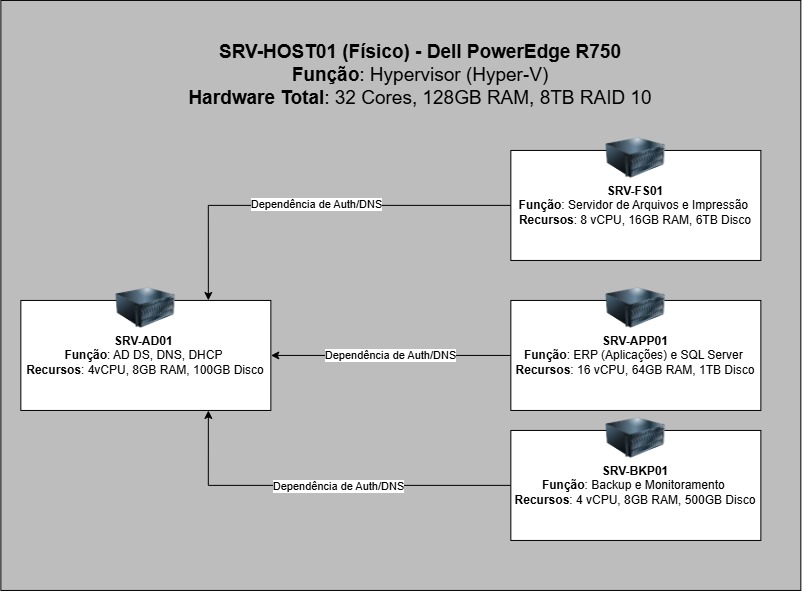 SRV-HOST01 (Físico) - Dell PowerEdge R750
Função: Hypervisor (Hyper-V)
Hardware Total: 32 Cores, 128GB RAM, 8TB RAID 10
SRV-FS01
Função: Servidor de Arquivos e Impressão
Recursos: 8 vCPU, 16GB RAM, 6TB Disco
Dependência de Auth/DNS
SRV-AD01
Função: AD DS, DNS, DHCP
Recursos: 4vCPU, 8GB RAM, 100GB Disco
Dependência de Auth/DNS
SRV-APP01
Função: ERP (Aplicações) e SQL Server
Recursos: 16 vCPU, 64GB RAM, 1TB Disco
Dependência de Auth/DNS
SRV-BKP01
Função: Backup e Monitoramento
Recursos: 4 vCPU, 8GB RAM, 500GB Disco